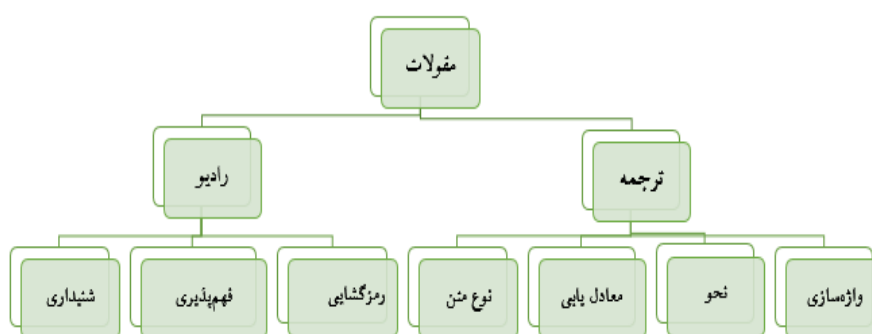 مقولات
ترجمه
رادیو
واژه‌سازی
نحو
معادل یابی
نوع متن
رمزگشایی
فهم‌پذیری
شنیداری